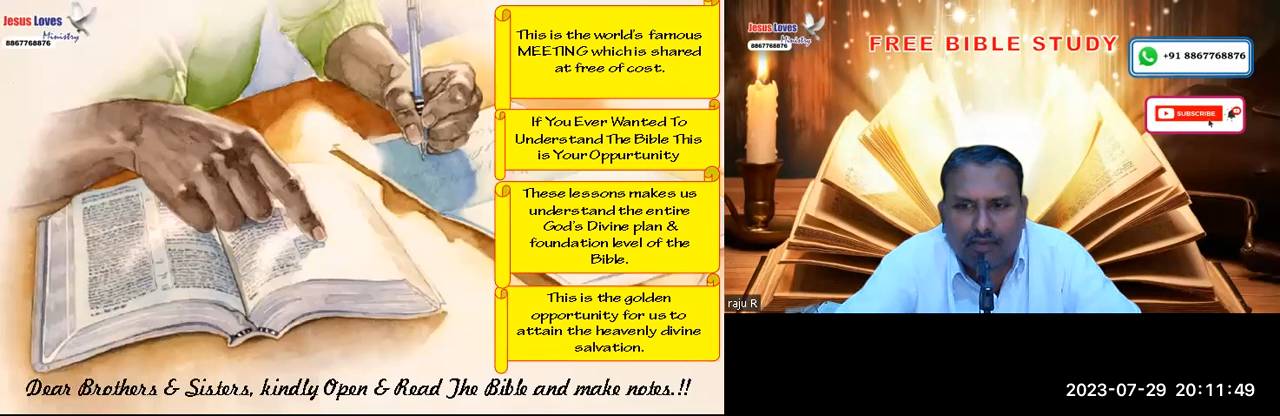 Jesus Loves
Ministry
8867768876
This is the world's famous
MEETING which is shared
at free of cost.
If You Ever Wanted To
Understand The Bible This
is Your Oppurtunity
These lessons makes us
understand the entire
God's Divine plan &
foundation level of the
Bible.
This is the golden
opportunity for us to
attain the heavenly divine
salvation.
Dear Brothers & Sisters, kindly Open & Read The Bible and make notes.!!
Jesus Loves
Ministry
8867768876
FREE BIBLE STUDY
+91 8867768876
SUBSCRIBE
raju R
2023-07-29 20:11:49